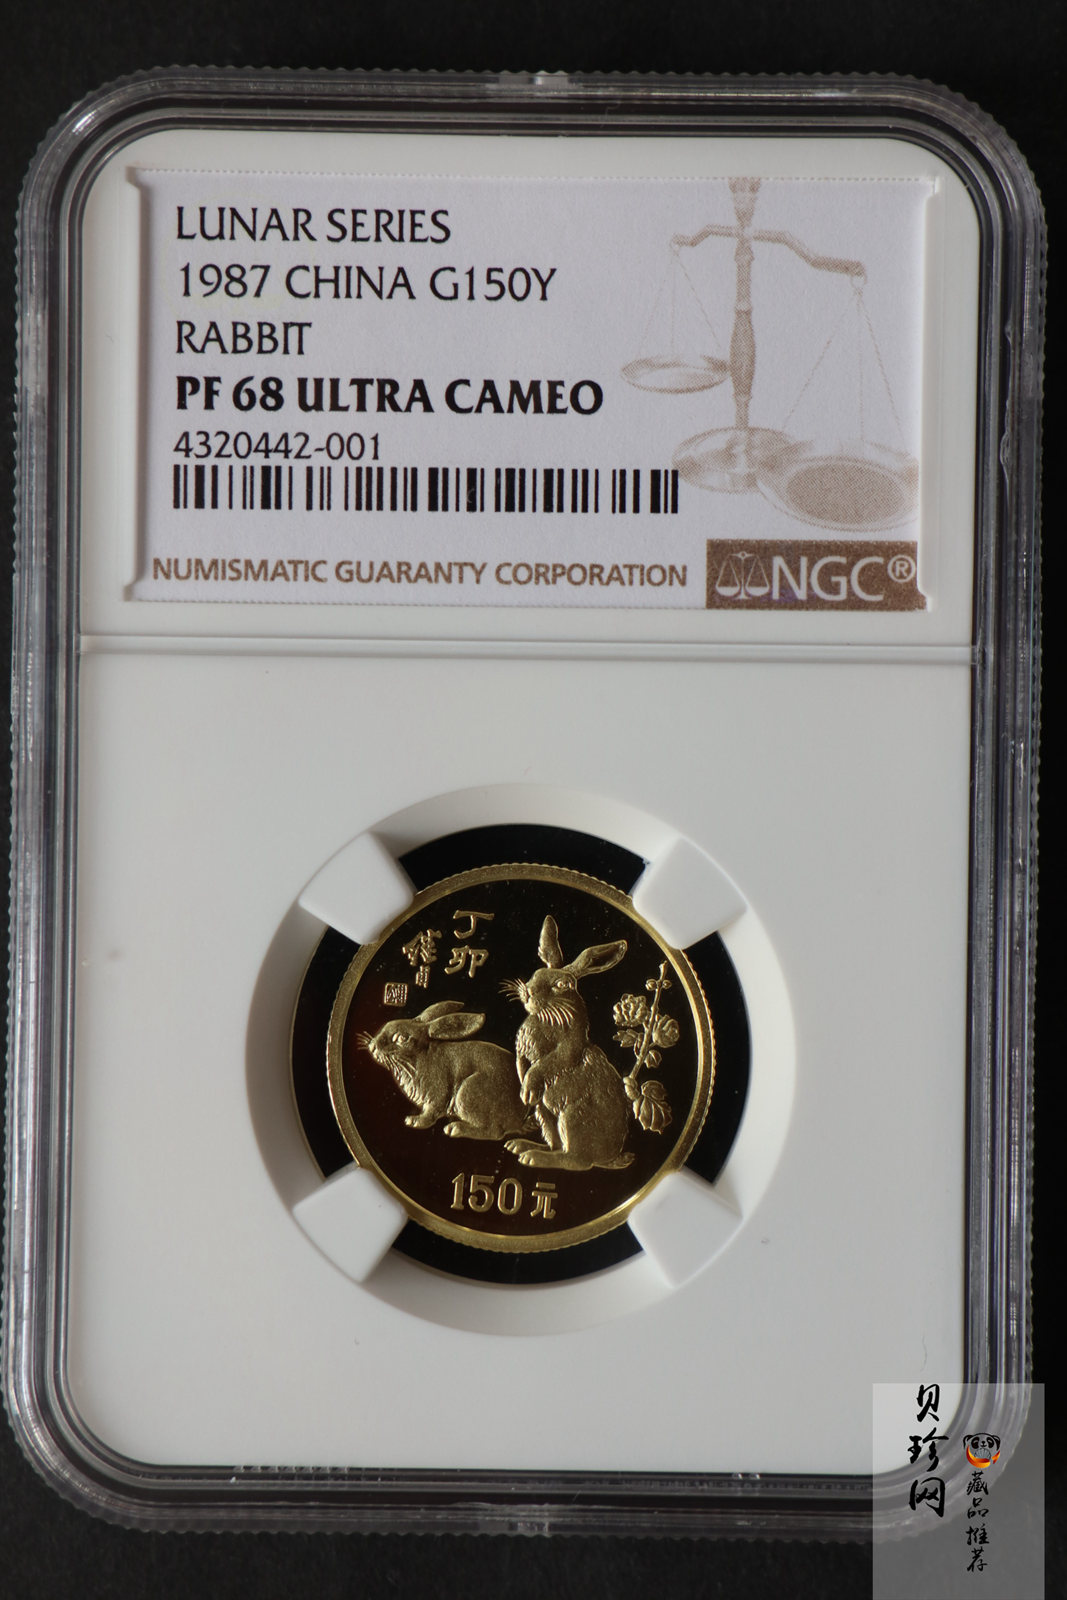 LUNAR SERIES
1987 CHINA G150Y
RABBIT
PF 68 ULTRA CAMEO
4320442-001
NUMISMATIC GUARANTY CORPORATION
NGC®
丁卯
150元
贝珍网
藏品推荐